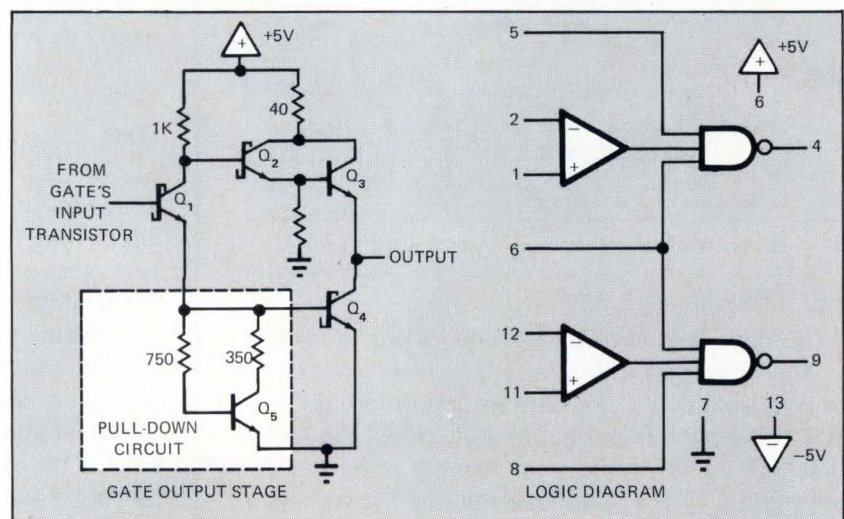 +5V
+
40
1K
Q2
Q3
FROM
GATE'S
INPUT
TRANSISTOR
Q1
OUTPUT
Q4
750
350
Q5
PULL-DOWN
CIRCUIT
GATE OUTPUT STAGE
5
+
+5V
6
2
−
4
1
+
6
12
−
9
11
+
7
13
−
−5V
8
LOGIC DIAGRAM